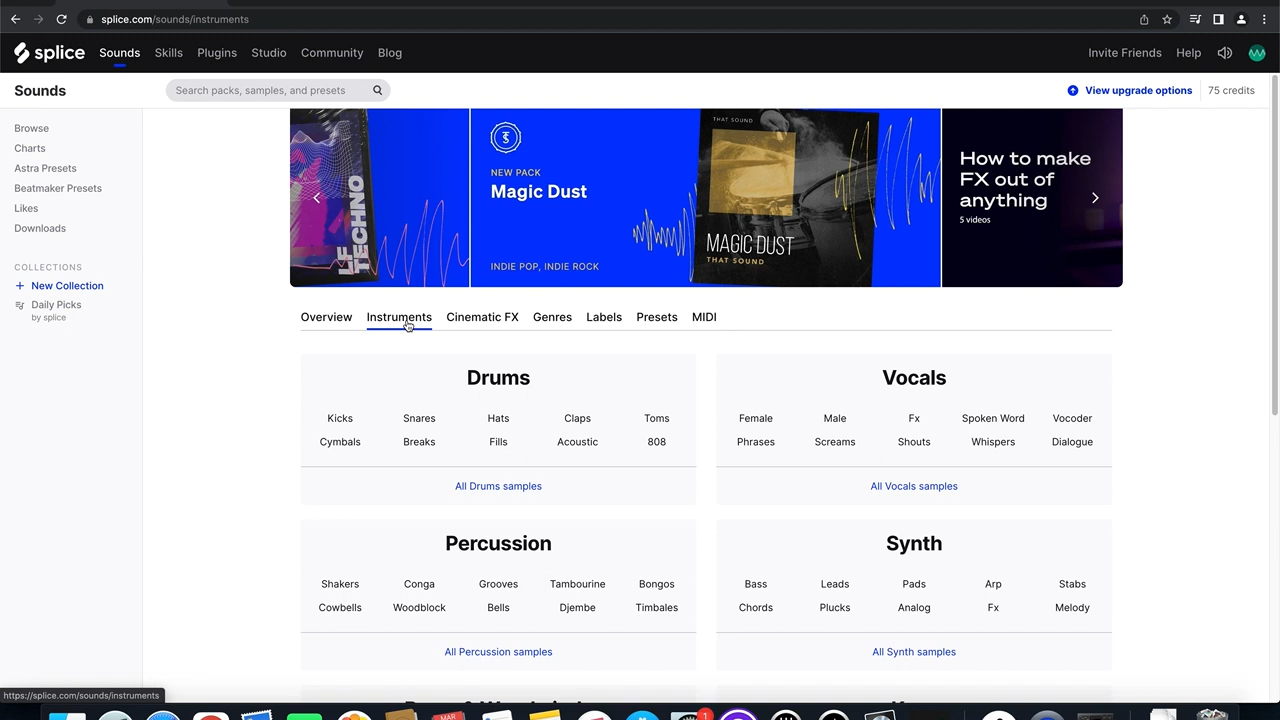 splice.com/sounds/instruments
splice Sounds Skills Plugins Studio Community Blog Invite Friends Help
Sounds Search packs, samples, and presets View upgrade options 75 credits
Browse
Charts
Astra Presets
Beatmaker Presets
Likes
Downloads
COLLECTIONS
+ New Collection
Daily Picks
by splice
LF TECHNO
NEW PACK
Magic Dust
INDIE POP, INDIE ROCK
THAT SOUND
MAGIC DUST
THAT SOUND
How to make
FX out of
anything
5 videos
Overview Instruments Cinematic FX Genres Labels Presets MIDI
Drums
Kicks Snares Hats Claps Toms
Cymbals Breaks Fills Acoustic 808
All Drums samples
Vocals
Female Male Fx Spoken Word Vocoder
Phrases Screams Shouts Whispers Dialogue
All Vocals samples
Percussion
Shakers Conga Grooves Tambourine Bongos
Cowbells Woodblock Bells Djembe Timbales
All Percussion samples
Synth
Bass Leads Pads Arp Stabs
Chords Plucks Analog Fx Melody
All Synth samples
https://splice.com/sounds/instruments
MAR
1